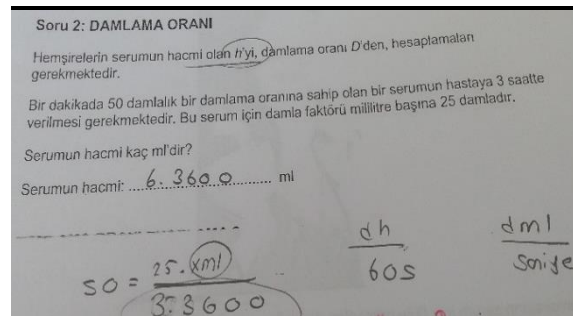 Soru 2: DAMLAMA ORANI
Hemşirelerin serumun hacmi olan h'yi, damlama oranı D'den, hesaplamaları
gerekmektedir.
Bir dakikada 50 damlalık bir damlama oranına sahip olan bir serumun hastaya 3 saatte
verilmesi gerekmektedir. Bu serum için damla faktörü mililitre başına 25 damladır.
Serumun hacmi kaç ml'dir?
Serumun hacmi: 6.3600 ml
50 = 25.xml / 3.3600
dh / 60s
dml / saniye